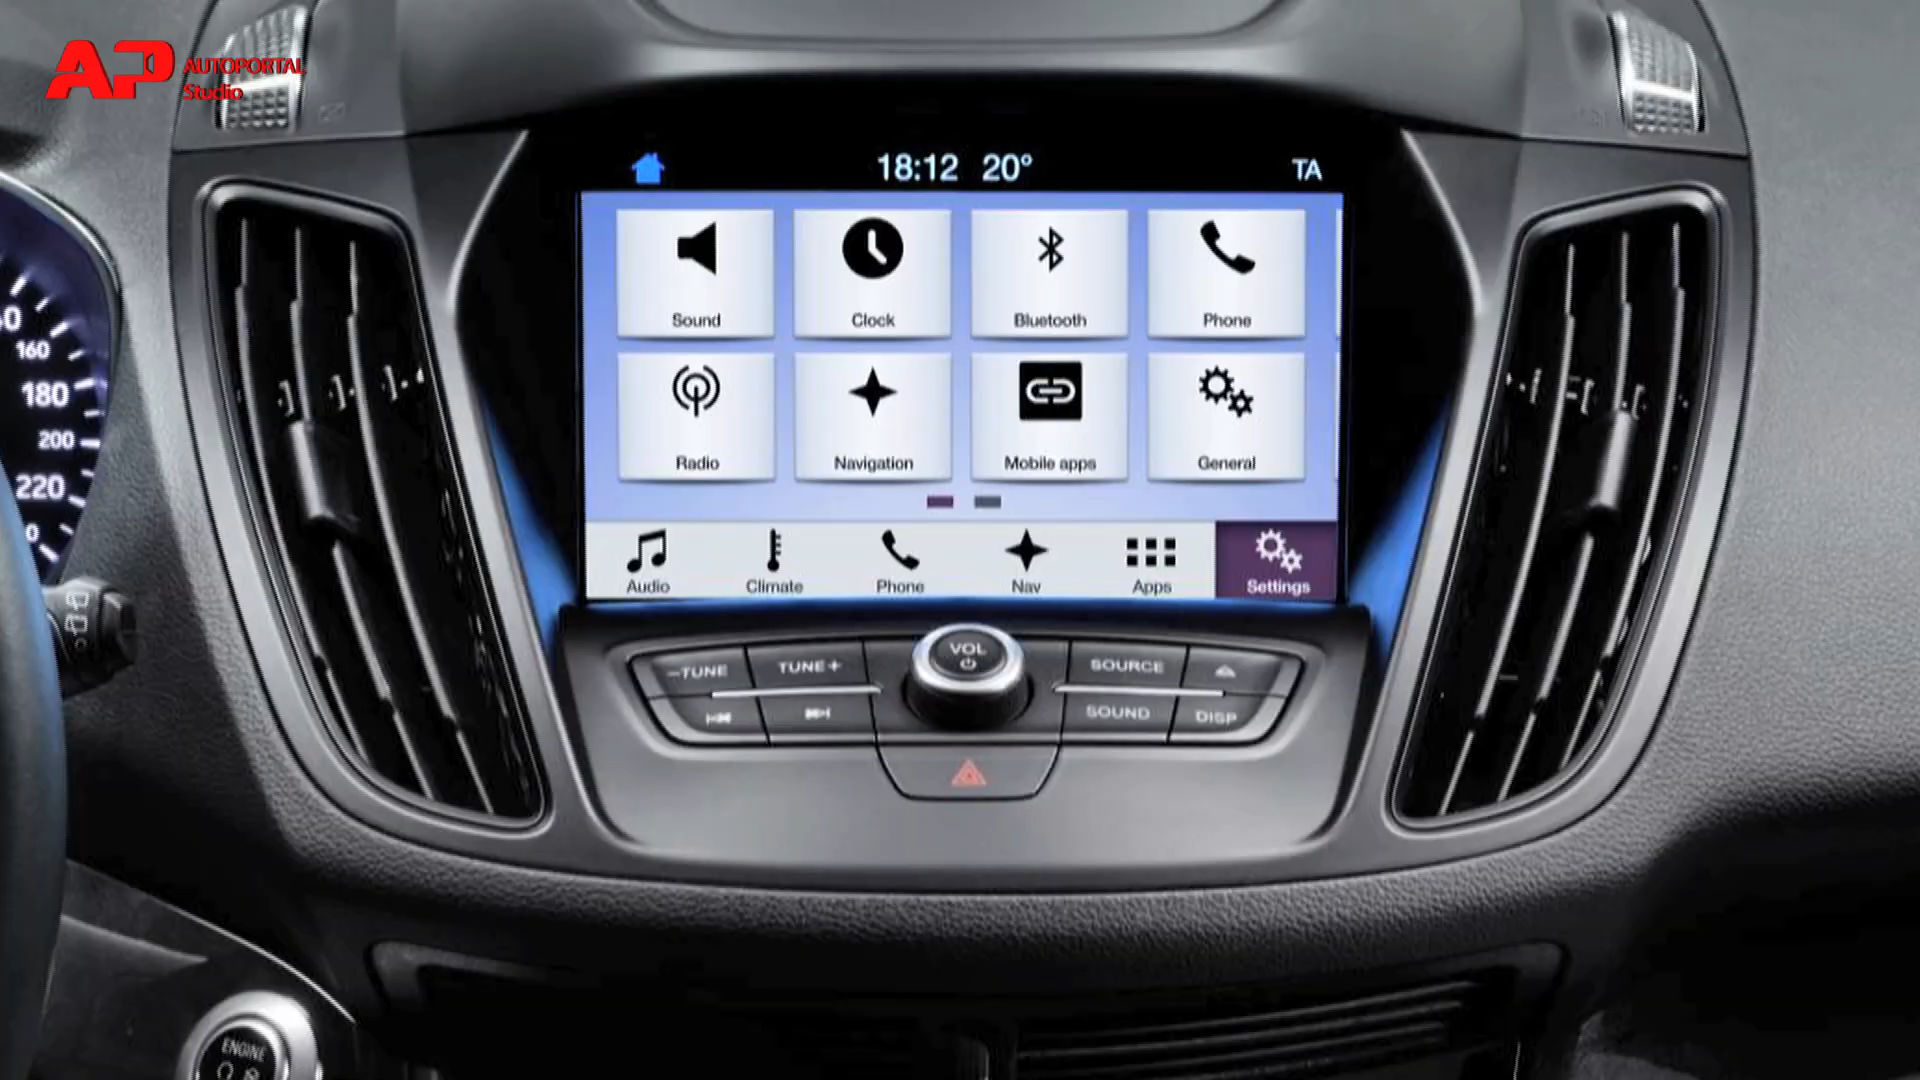 AP AUTOPORTAL
Studio
18:12 20° TA
Sound Clock Bluetooth Phone
Radio Navigation Mobile apps General
Audio Climate Phone Nav Apps Settings
VOL
–TUNE TUNE+ SOURCE
SOUND DISP
160
180
200
220
ENGINE